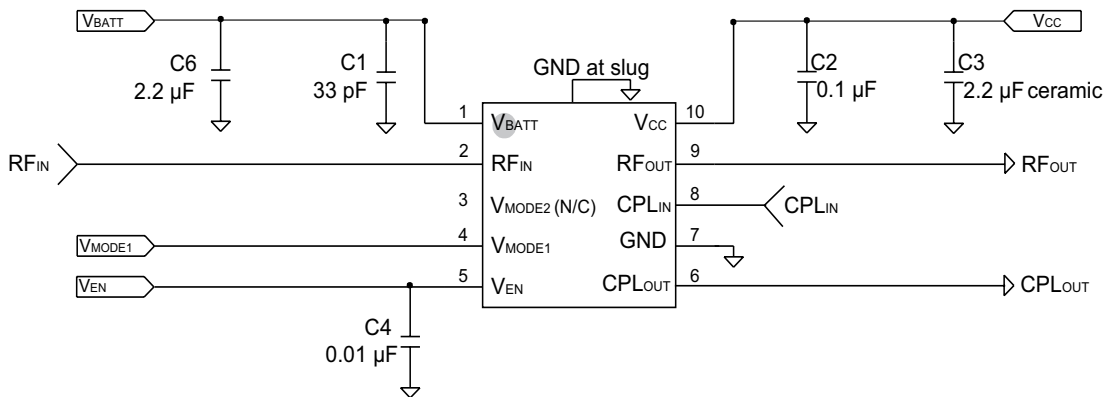 VBATT
VCC
C6
2.2 µF
C1
33 pF
GND at slug
C2
0.1 µF
C3
2.2 µF ceramic
1
VBATT
VCC
10
RFIN
2
RFIN
RFOUT
9
RFOUT
3
VMODE2 (N/C)
CPLIN
8
CPLIN
VMODE1
4
VMODE1
GND
7
VEN
5
VEN
CPLOUT
6
CPLOUT
C4
0.01 µF